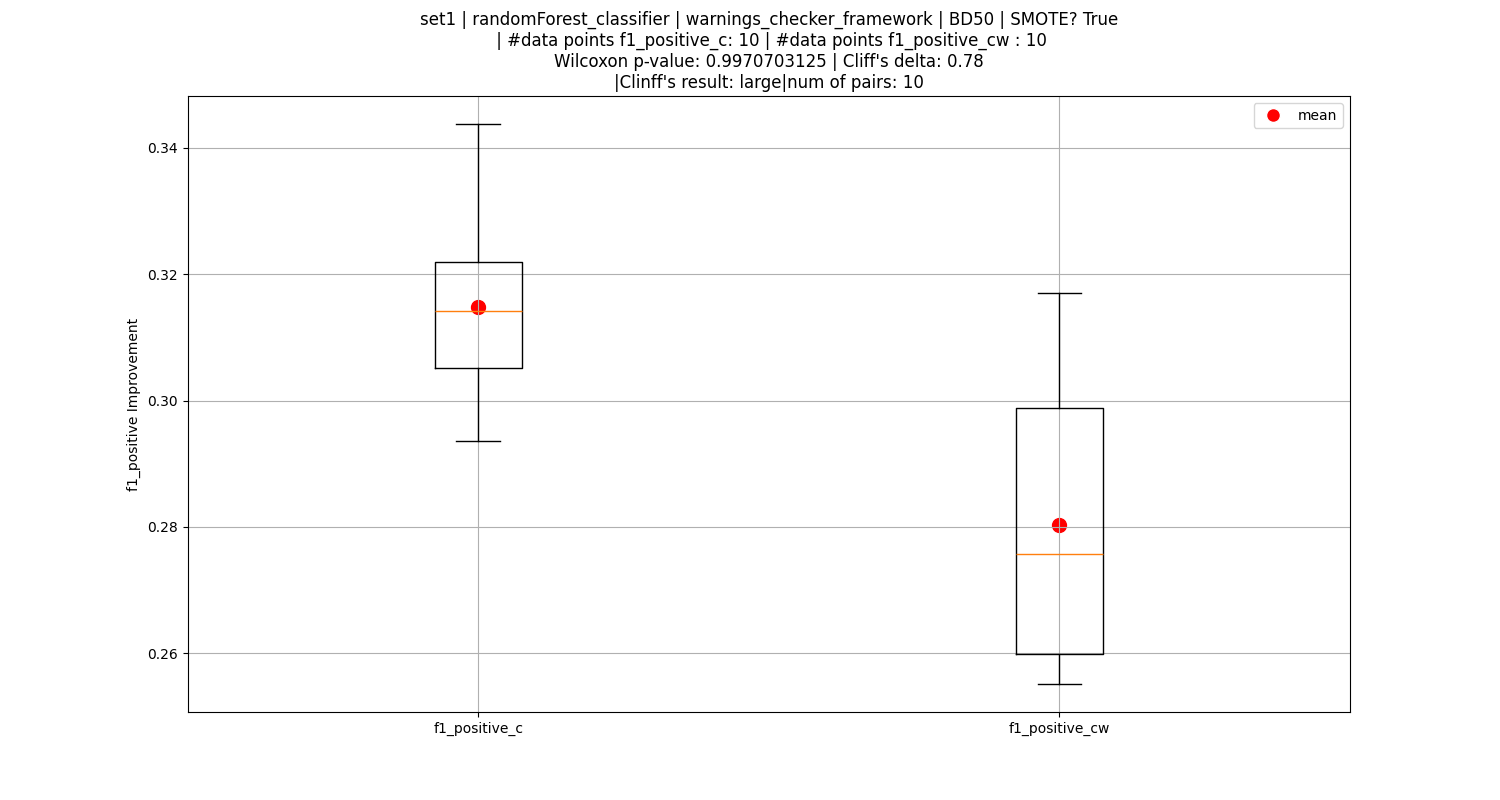 set1 | randomForest_classifier | warnings_checker_framework | BD50 | SMOTE? True
| #data points f1_positive_c: 10 | #data points f1_positive_cw : 10
Wilcoxon p-value: 0.9970703125 | Cliff's delta: 0.78
|Clinff's result: large|num of pairs: 10
mean
0.34
0.32
0.30
0.28
0.26
f1_positive Improvement
f1_positive_c
f1_positive_cw